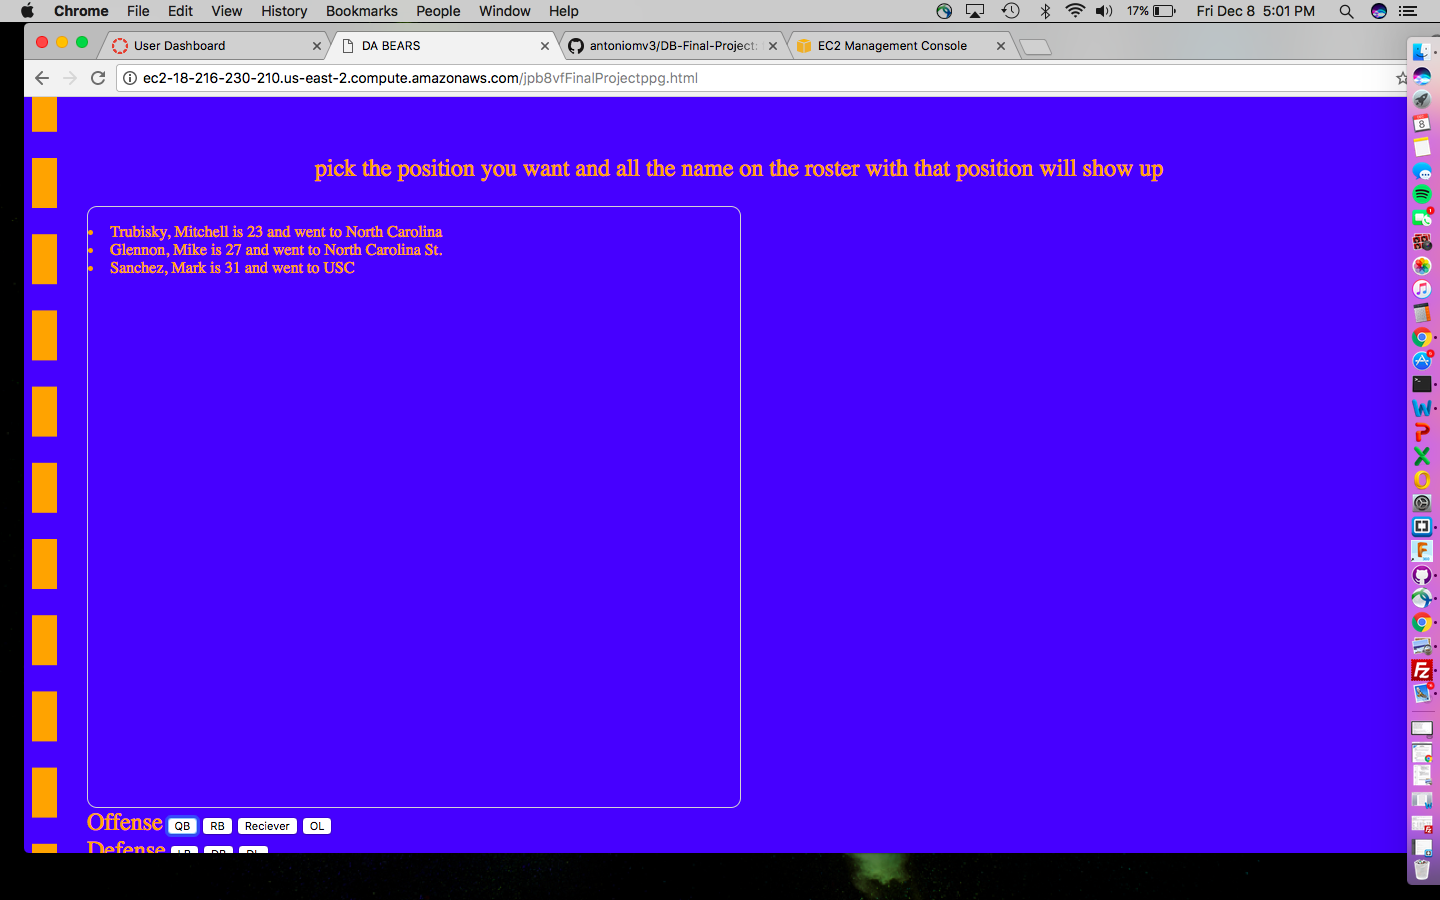 Chrome File Edit View History Bookmarks People Window Help 17% Fri Dec 8 5:01 PM
User Dashboard DA BEARS antoniomv3/DB-Final-Project: EC2 Management Console
ec2-18-216-230-210.us-east-2.compute.amazonaws.com/jpb8vfFinalProjectppg.html
pick the position you want and all the name on the roster with that position will show up
Trubisky, Mitchell is 23 and went to North Carolina
Glennon, Mike is 27 and went to North Carolina St.
Sanchez, Mark is 31 and went to USC
Offense QB RB Reciever OL
Defense LB DB DL